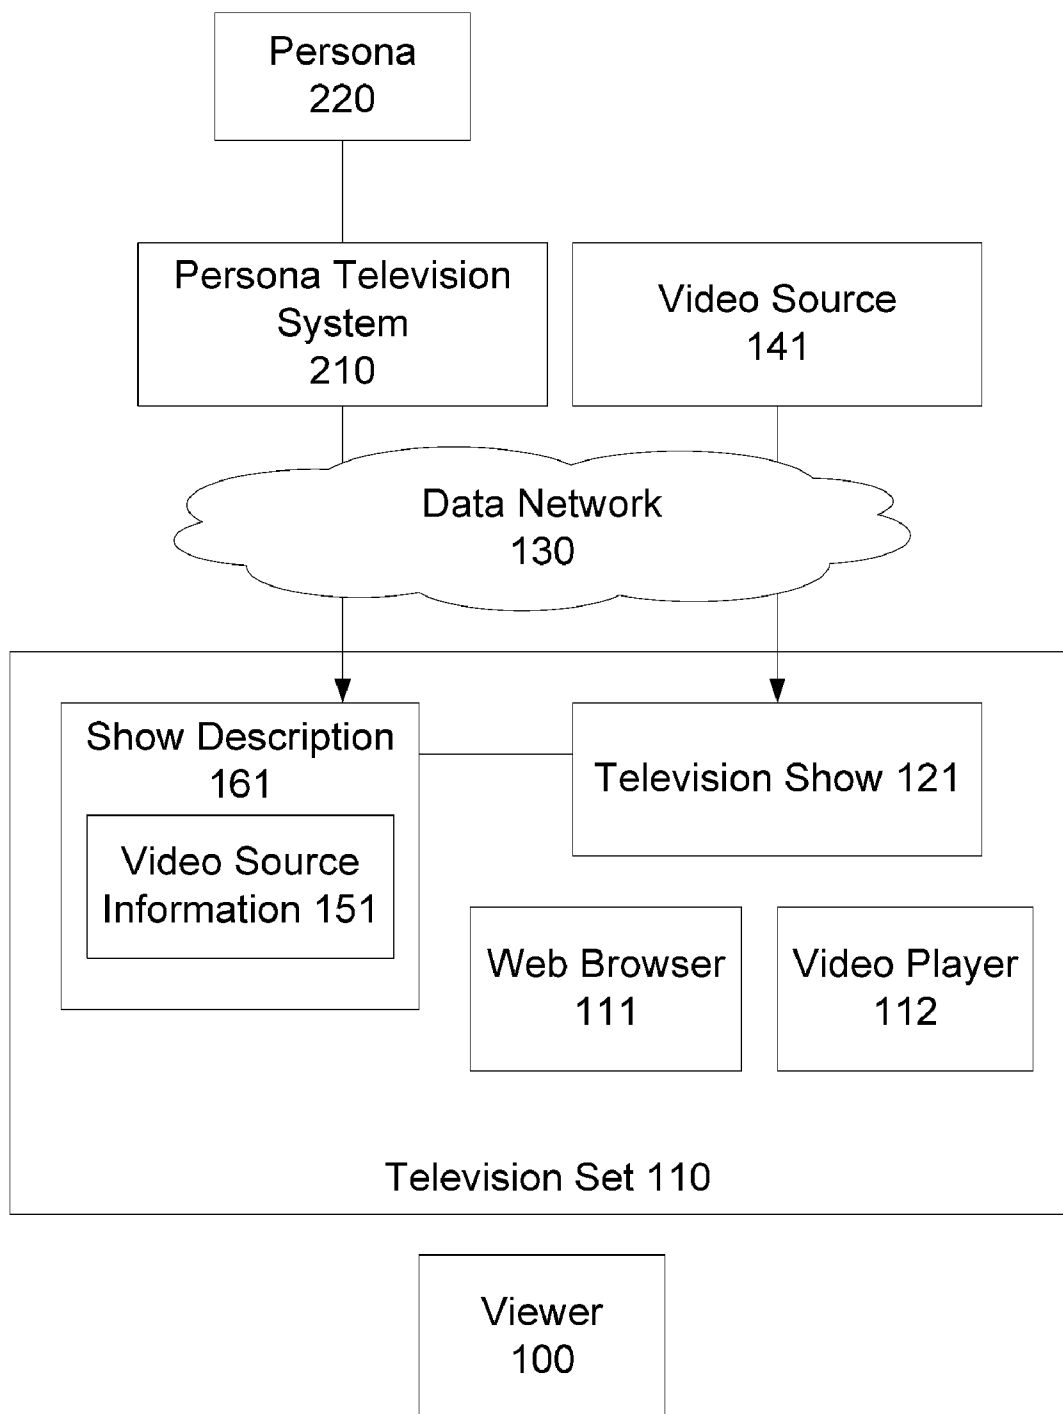 Persona
220
Persona Television
System
210
Video Source
141
Data Network
130
Show Description
161
Video Source
Information 151
Television Show 121
Web Browser
111
Video Player
112
Television Set 110
Viewer
100